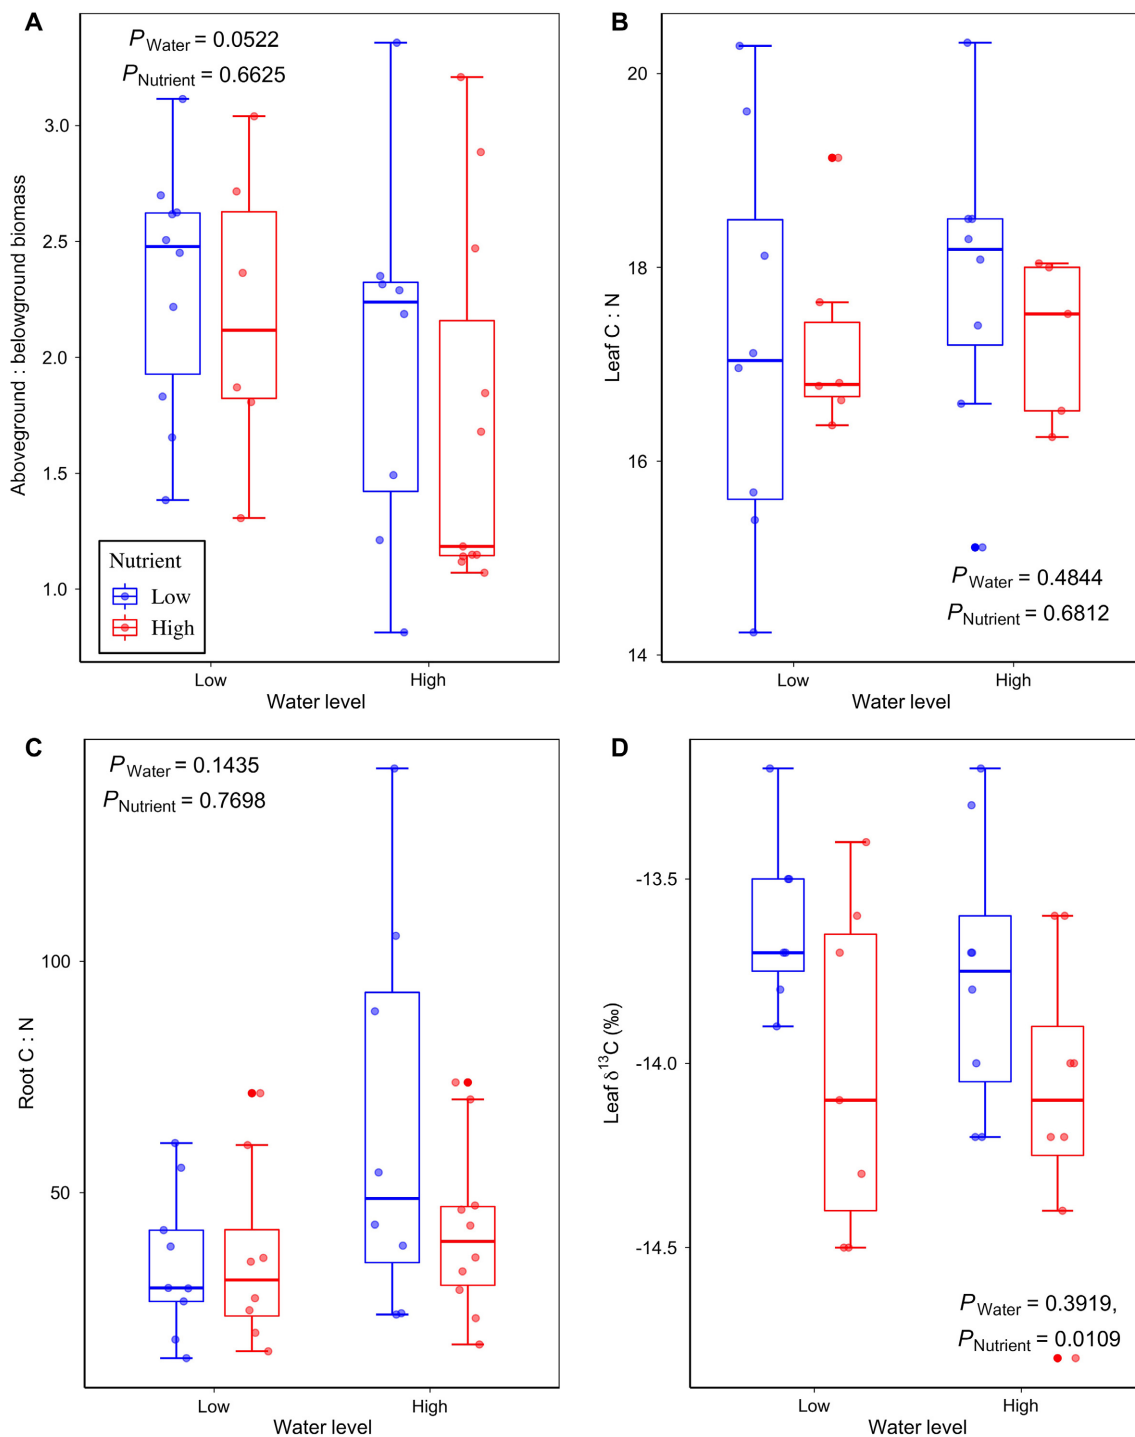 A
P Water = 0.0522
P Nutrient = 0.6625
3.0
2.5
2.0
1.5
1.0
Aboveground : belowground biomass
Nutrient
Low
High
Low High
Water level
B
20
18
16
14
Leaf C : N
P Water = 0.4844
P Nutrient = 0.6812
Low High
Water level
C
P Water = 0.1435
P Nutrient = 0.7698
100
50
Root C : N
Low High
Water level
D
-13.5
-14.0
-14.5
Leaf δ¹³C (‰)
P Water = 0.3919,
P Nutrient = 0.0109
Low High
Water level